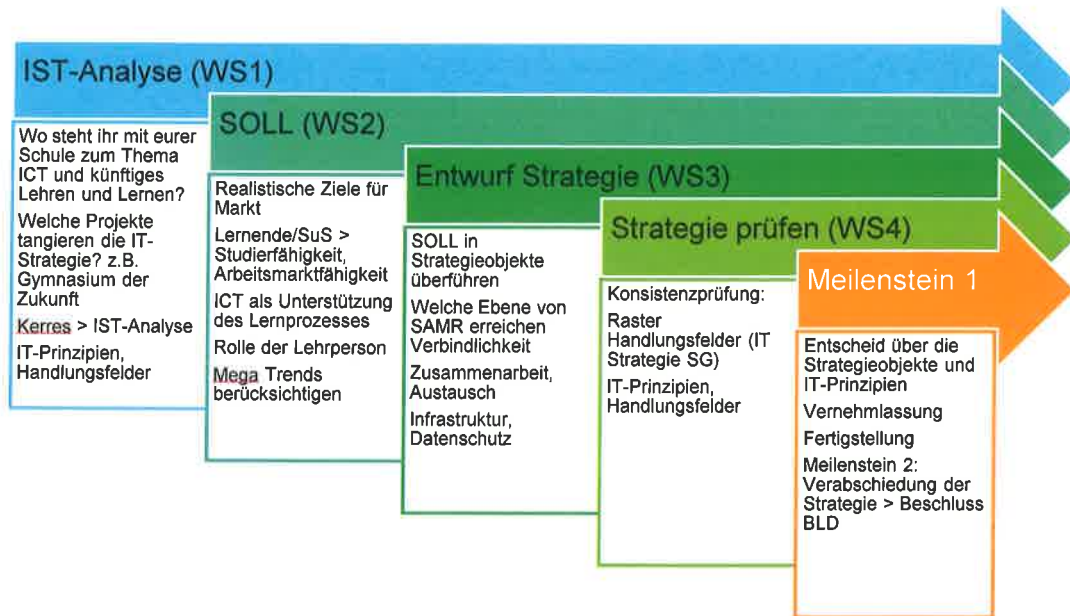 IST-Analyse (WS1)
Wo steht ihr mit eurer
Schule zum Thema
ICT und künftiges
Lehren und Lernen?
Welche Projekte
tangieren die IT-
Strategie? z.B.
Gymnasium der
Zukunft
Kerres > IST-Analyse
IT-Prinzipien,
Handlungsfelder
SOLL (WS2)
Realistische Ziele für
Markt
Lernende/SuS >
Studierfähigkeit,
Arbeitsmarktfähigkeit
ICT als Unterstützung
des Lernprozesses
Rolle der Lehrperson
Mega Trends
berücksichtigen
Entwurf Strategie (WS3)
SOLL in
Strategieobjekte
überführen
Welche Ebene von
SAMR erreichen
Verbindlichkeit
Zusammenarbeit,
Austausch
Infrastruktur,
Datenschutz
Strategie prüfen (WS4)
Konsistenzprüfung:
Raster
Handlungsfelder (IT
Strategie SG)
IT-Prinzipien,
Handlungsfelder
Meilenstein 1
Entscheid über die
Strategieobjekte und
IT-Prinzipien
Vernehmlassung
Fertigstellung
Meilenstein 2:
Verabschiedung der
Strategie > Beschluss
BLD